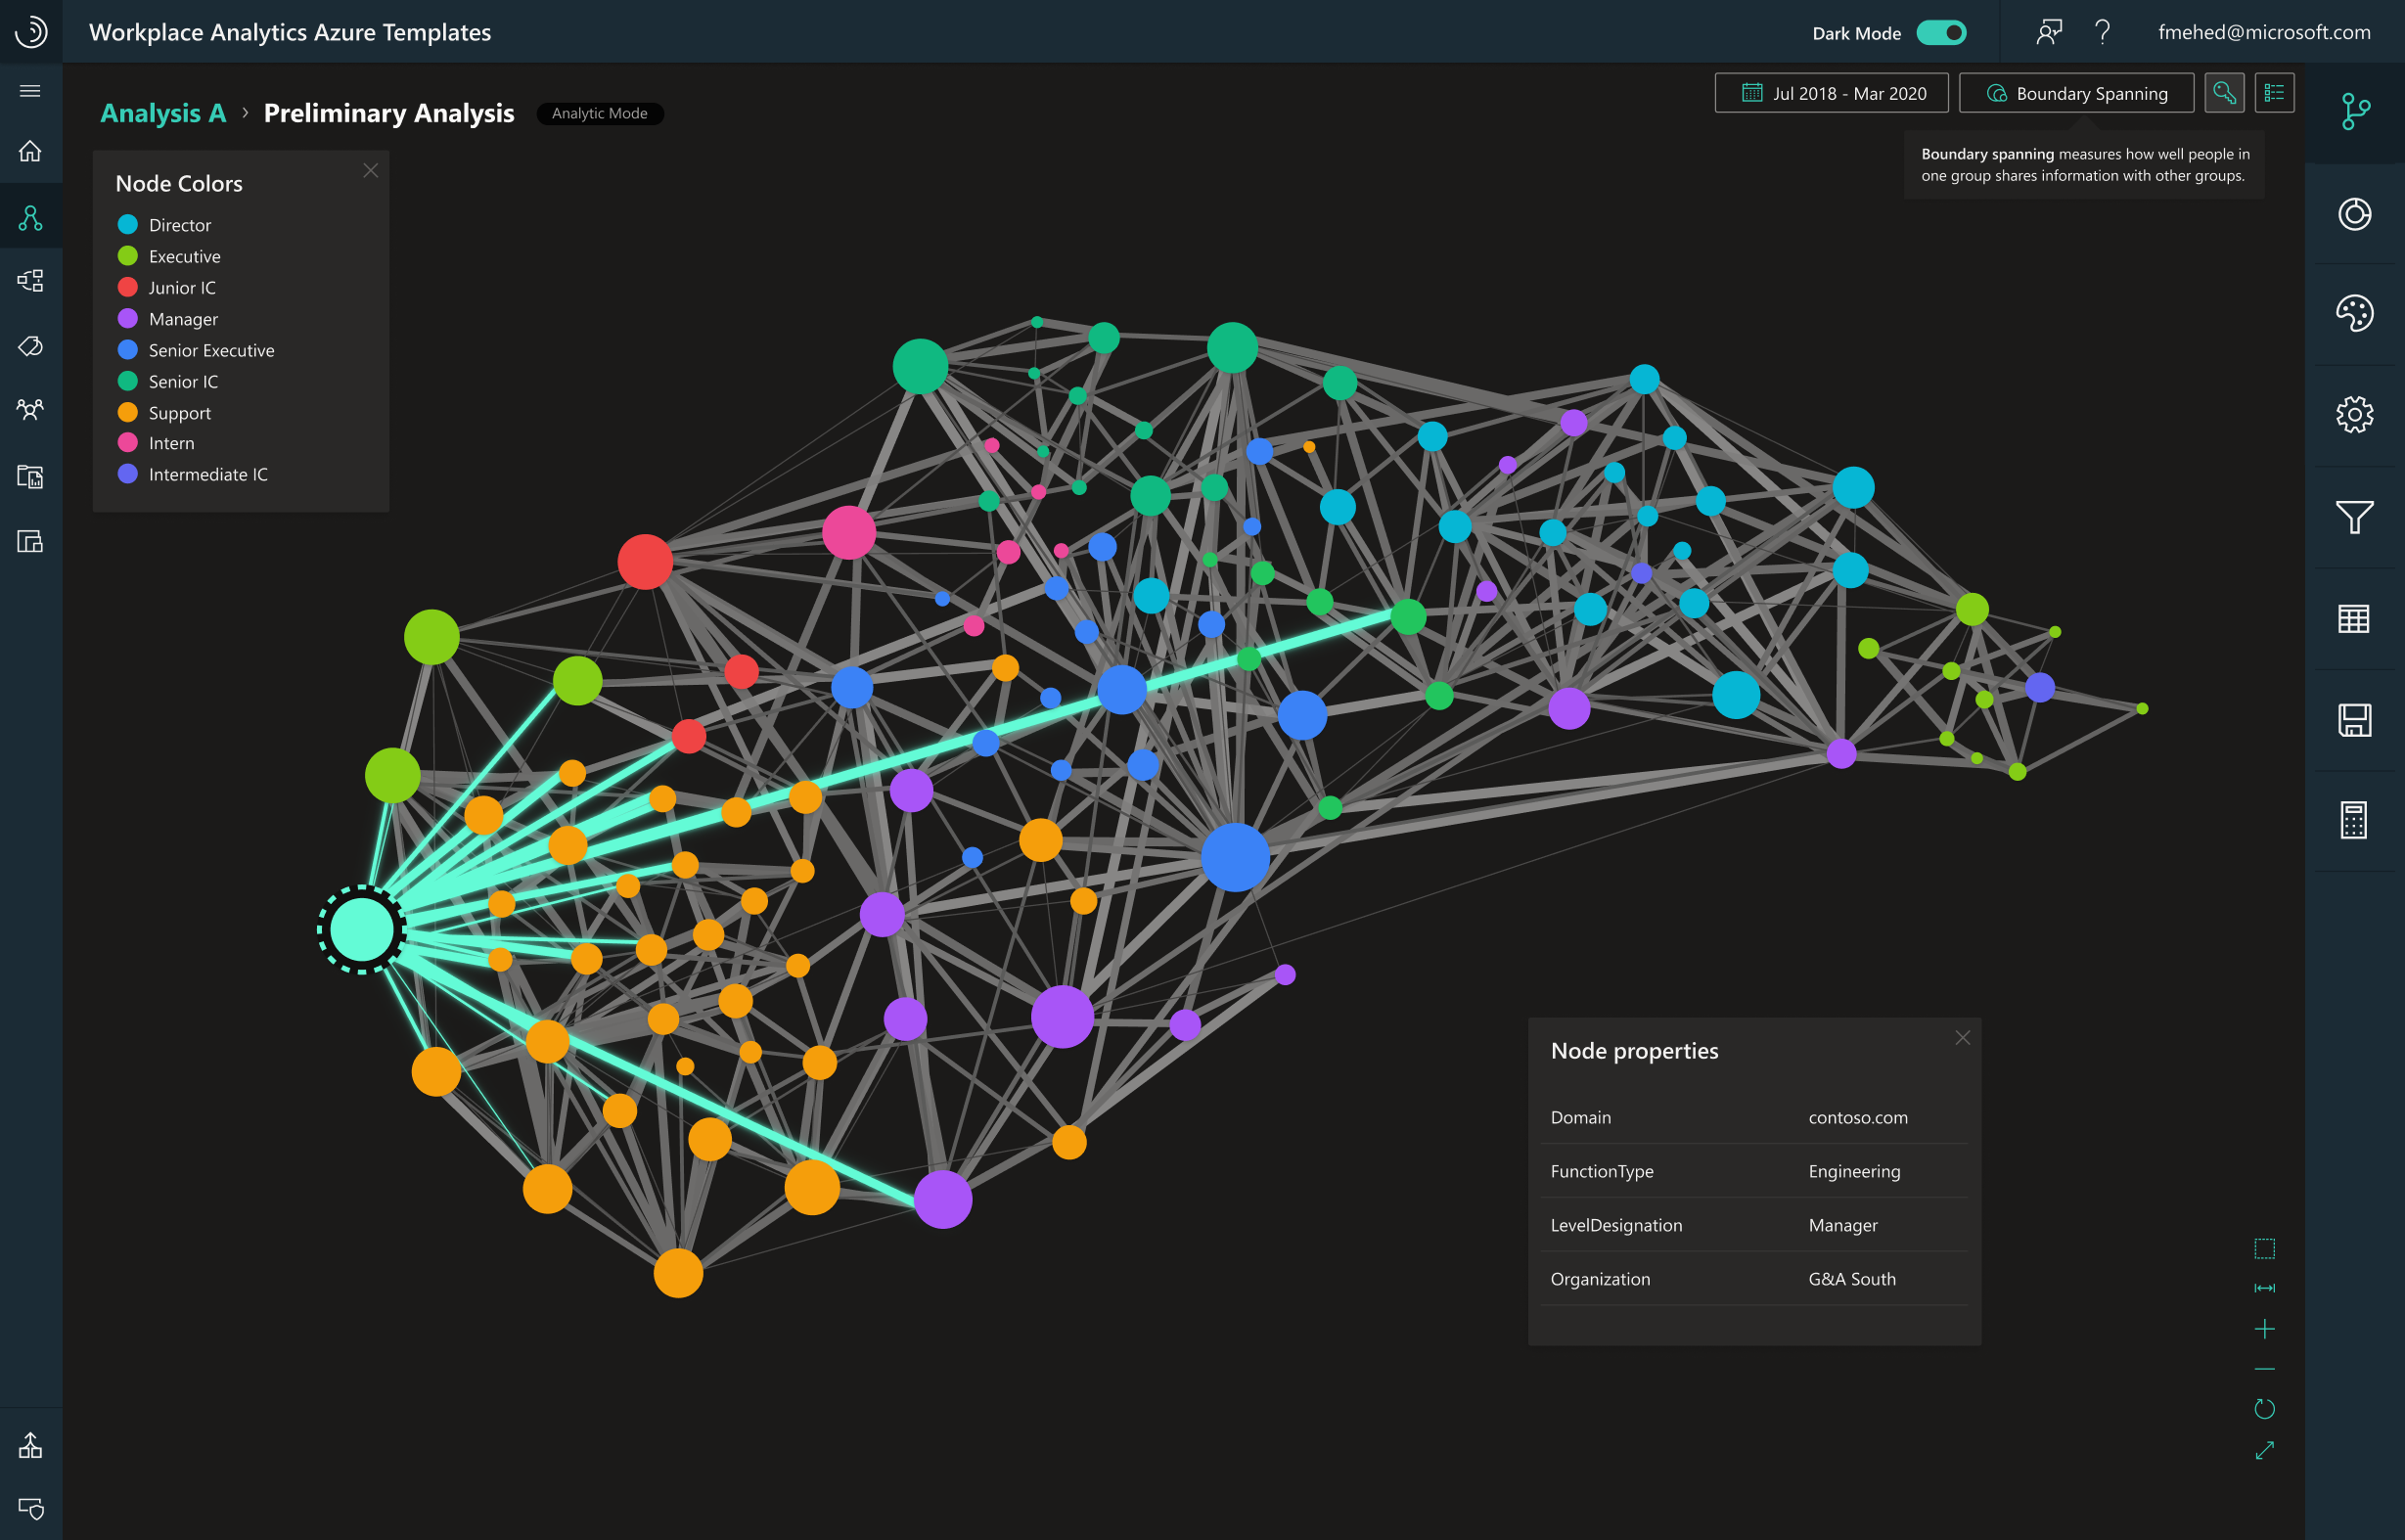 Workplace Analytics Azure Templates
Dark Mode
fmehed@microsoft.com
Analysis A › Preliminary Analysis
Analytic Mode
Jul 2018 - Mar 2020
Boundary Spanning
Boundary spanning measures how well people in
one group shares information with other groups.
Node Colors
Director
Executive
Junior IC
Manager
Senior Executive
Senior IC
Support
Intern
Intermediate IC
Node properties
Domain contoso.com
FunctionType Engineering
LevelDesignation Manager
Organization G&A South